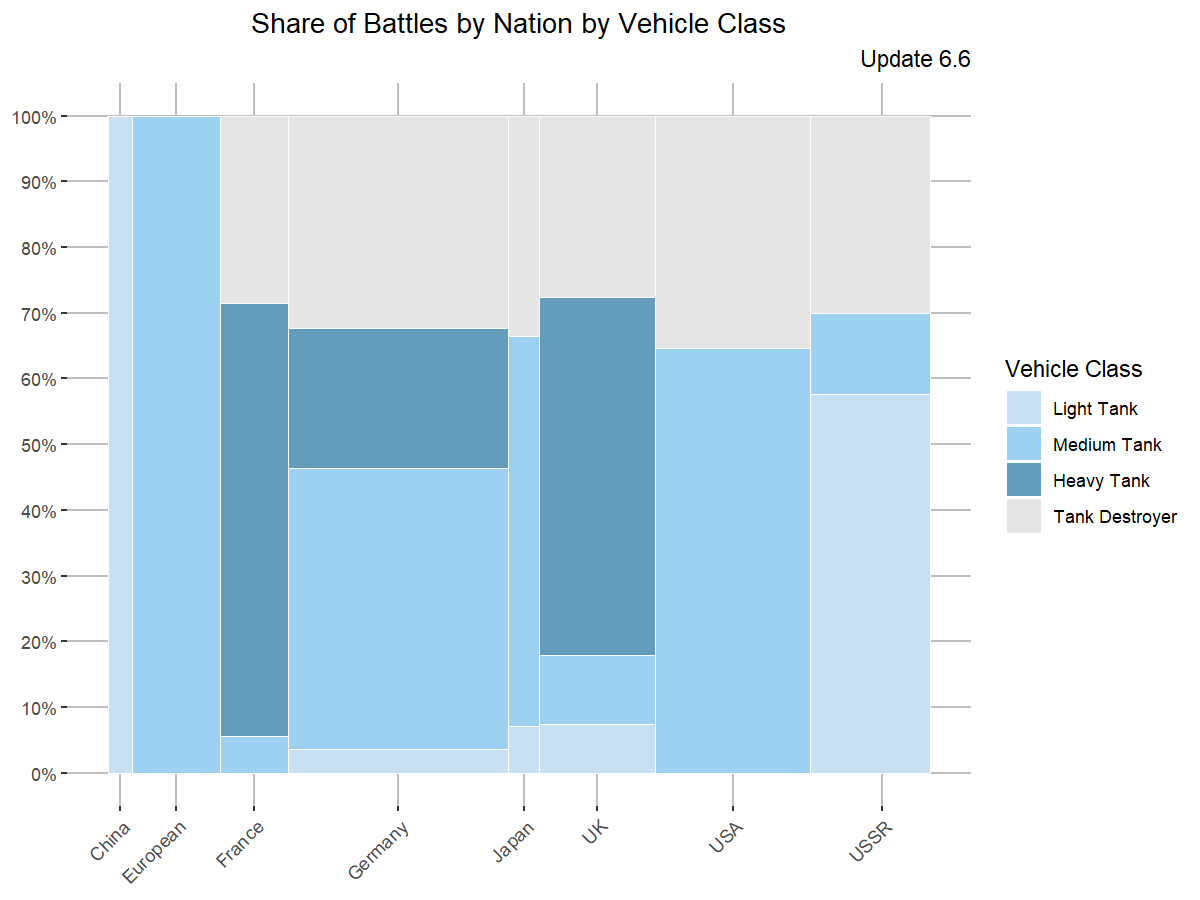 Share of Battles by Nation by Vehicle Class
Update 6.6
100%
90%
80%
70%
60%
50%
40%
30%
20%
10%
0%
China
European
France
Germany
Japan
UK
USA
USSR
Vehicle Class
Light Tank
Medium Tank
Heavy Tank
Tank Destroyer